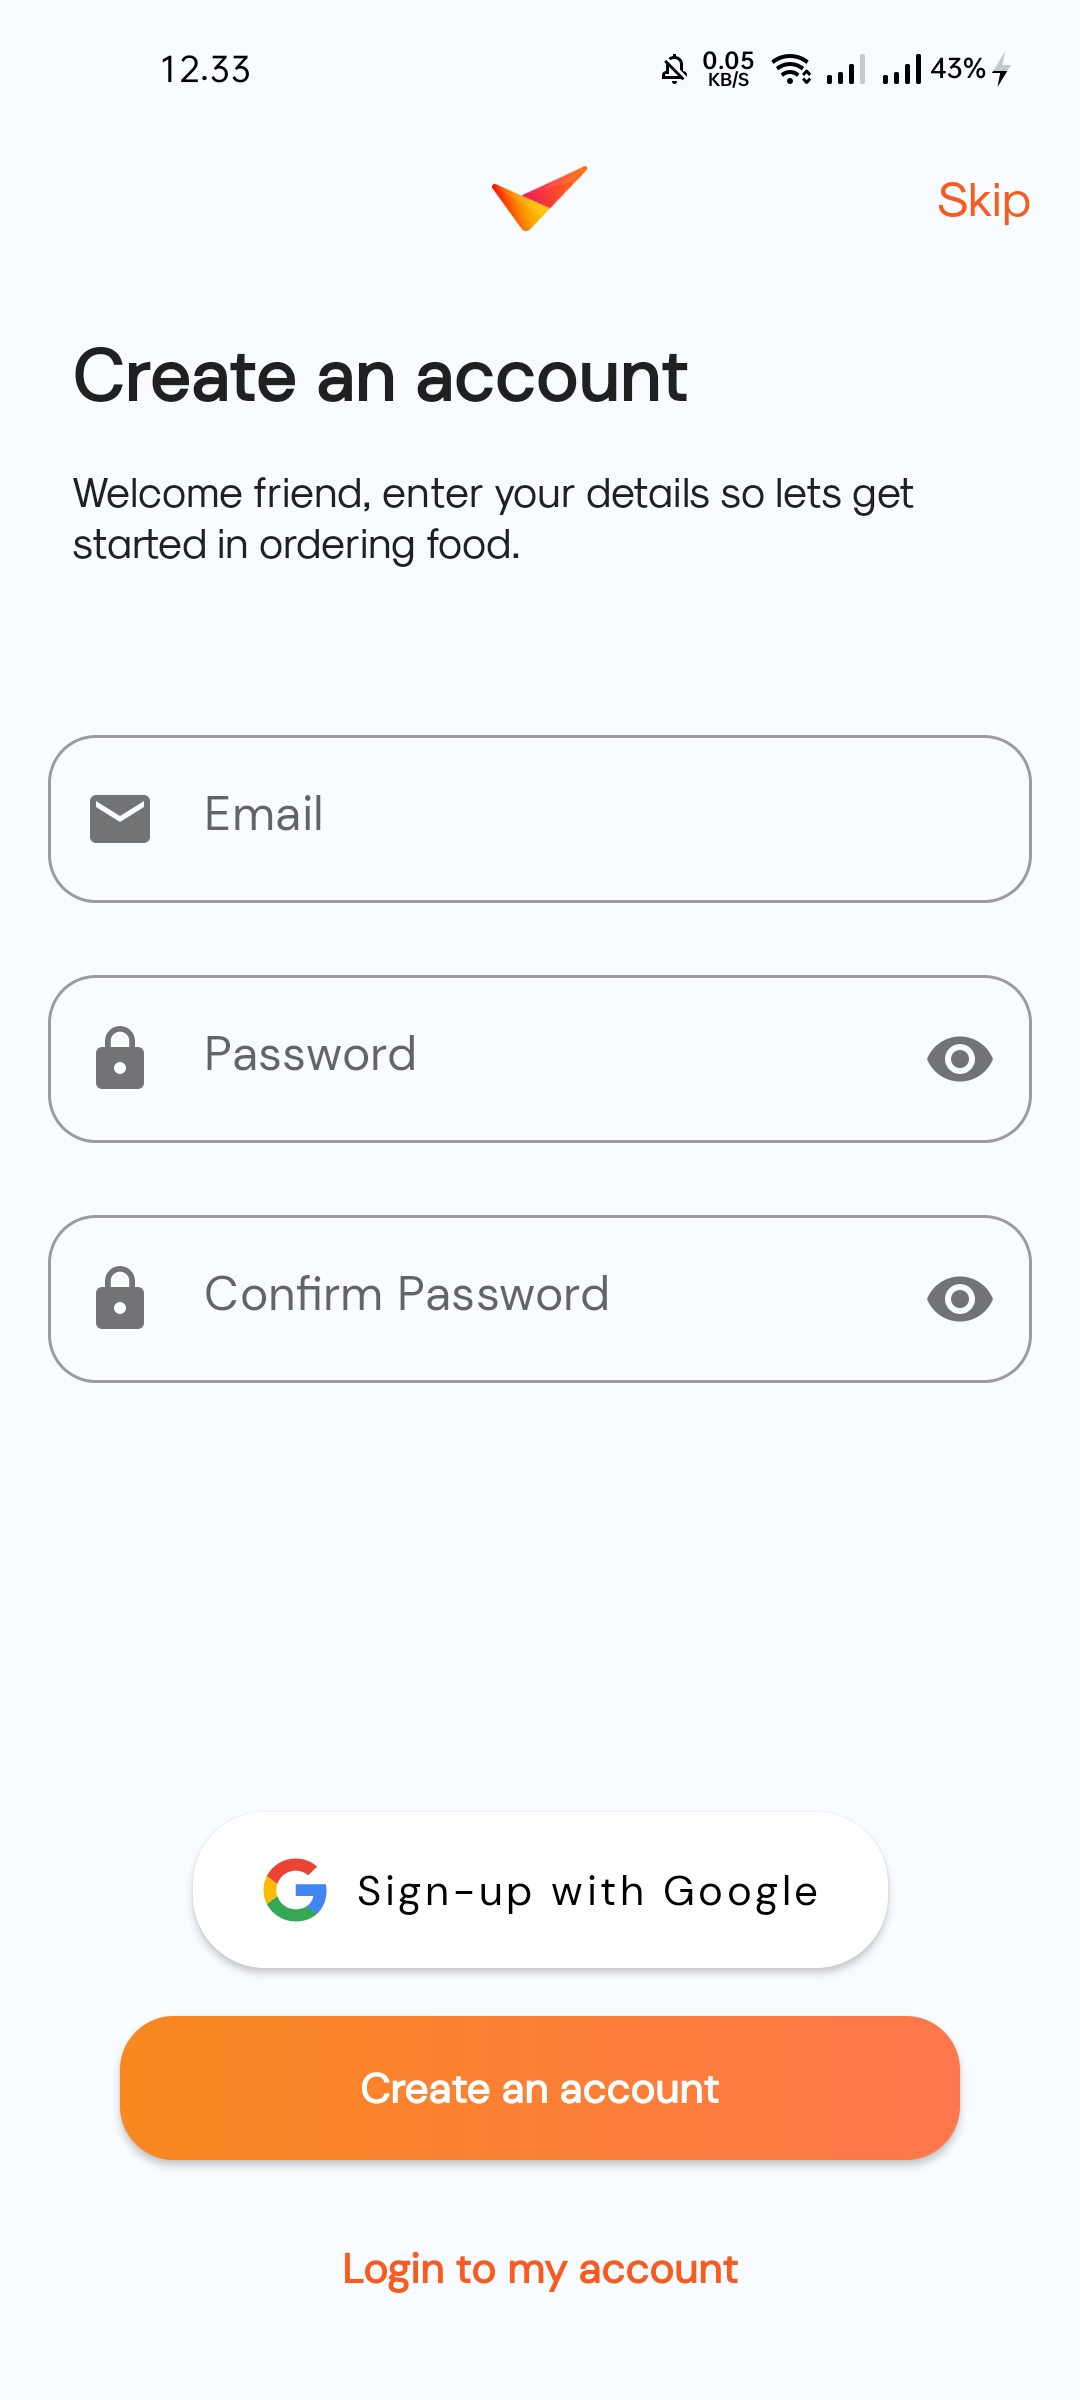 12.33
0.05
KB/S
43%
Skip
Create an account
Welcome friend, enter your details so lets get
started in ordering food.
Email
Password
Confirm Password
Sign-up with Google
Create an account
Login to my account